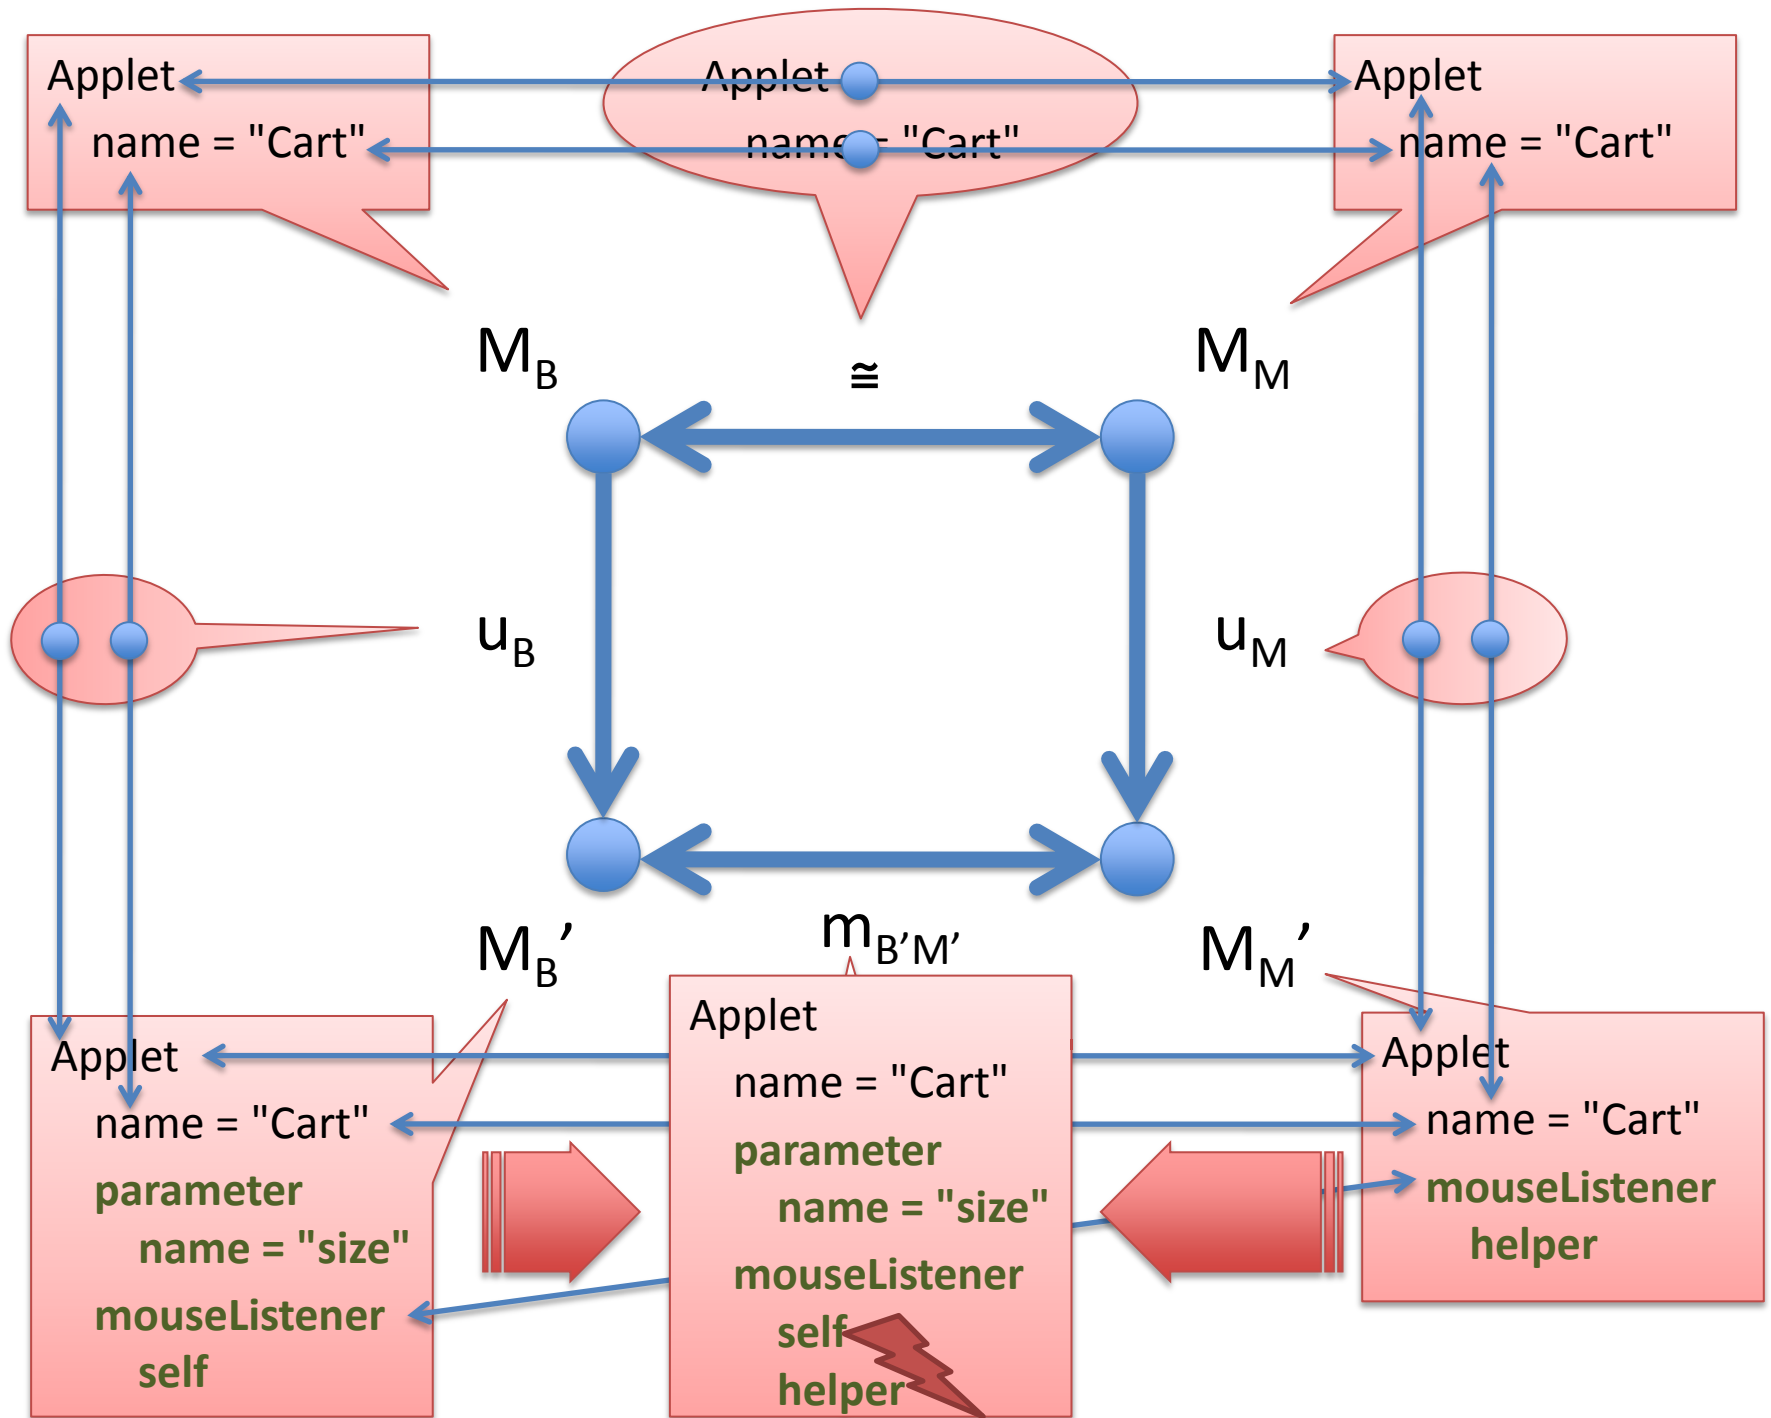 Applet
name = "Cart"
Applet
name = "Cart"
Applet
name = "Cart"
M_B
≅
M_M
u_B
u_M
M_B'
m_B'M'
M_M'
Applet
name = "Cart"
parameter
name = "size"
mouseListener
self
Applet
name = "Cart"
parameter
name = "size"
mouseListener
self
helper
Applet
name = "Cart"
mouseListener
helper